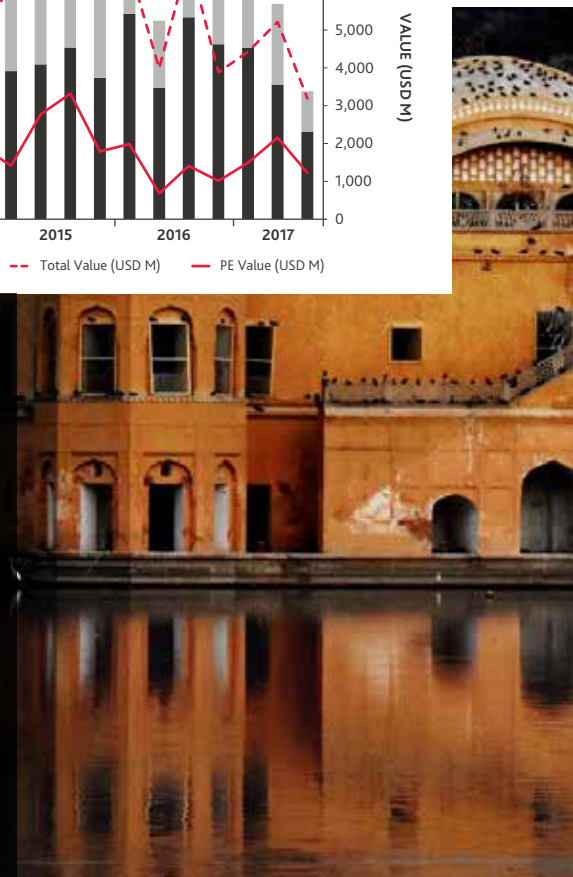 5,000
4,000
3,000
2,000
1,000
0
VALUE (USD M)
2015 2016 2017
Total Value (USD M) PE Value (USD M)